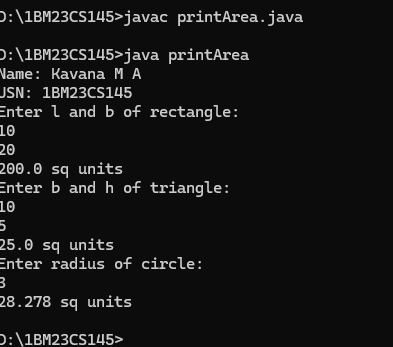 D:\1BM23CS145>javac printArea.java
D:\1BM23CS145>java printArea
Name: Kavana M A
USN: 1BM23CS145
Enter l and b of rectangle:
10
20
200.0 sq units
Enter b and h of triangle:
10
5
25.0 sq units
Enter radius of circle:
3
28.278 sq units
D:\1BM23CS145>